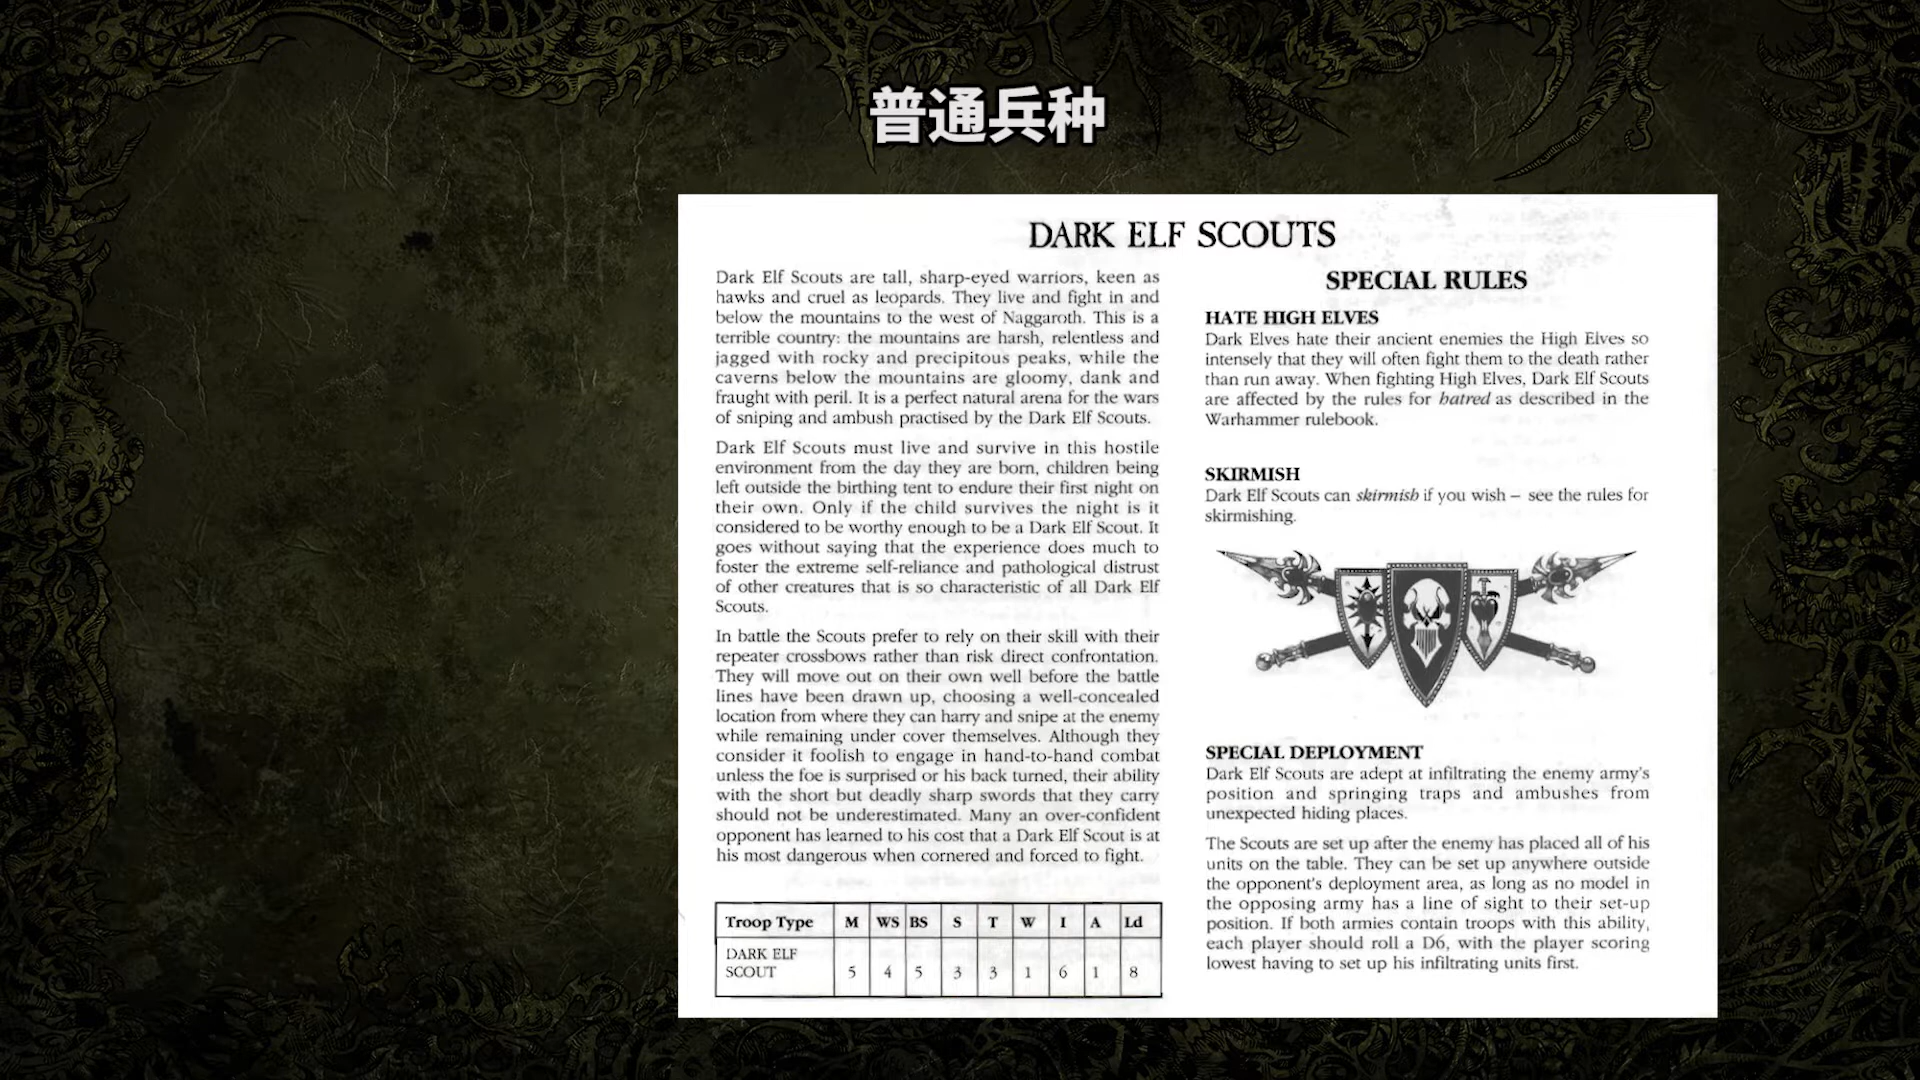 普通兵种
DARK ELF SCOUTS
Dark Elf Scouts are tall, sharp-eyed warriors, keen as
hawks and cruel as leopards. They live and fight in and
below the mountains to the west of Naggaroth. This is a
terrible country: the mountains are harsh, relentless and
jagged with rocky and precipitous peaks, while the
caverns below the mountains are gloomy, dank and
fraught with peril. It is a perfect natural arena for the wars
of sniping and ambush practised by the Dark Elf Scouts.
Dark Elf Scouts must live and survive in this hostile
environment from the day they are born, children being
left outside the birthing tent to endure their first night on
their own. Only if the child survives the night is it
considered to be worthy enough to be a Dark Elf Scout. It
goes without saying that the experience does much to
foster the extreme self-reliance and pathological distrust
of other creatures that is so characteristic of all Dark Elf
Scouts.
In battle the Scouts prefer to rely on their skill with their
repeater crossbows rather than risk direct confrontation.
They will move out on their own well before the battle
lines have been drawn up, choosing a well-concealed
location from where they can harry and snipe at the enemy
while remaining under cover themselves. Although they
consider it foolish to engage in hand-to-hand combat
unless the foe is surprised or his back turned, their ability
with the short but deadly sharp swords that they carry
should not be underestimated. Many an over-confident
opponent has learned to his cost that a Dark Elf Scout is at
his most dangerous when cornered and forced to fight.
Troop Type M WS BS S T W I A Ld
DARK ELF
SCOUT 5 4 5 3 3 1 6 1 8
SPECIAL RULES
HATE HIGH ELVES
Dark Elves hate their ancient enemies the High Elves so
intensely that they will often fight them to the death rather
than run away. When fighting High Elves, Dark Elf Scouts
are affected by the rules for hatred as described in the
Warhammer rulebook.
SKIRMISH
Dark Elf Scouts can skirmish if you wish – see the rules for
skirmishing.
SPECIAL DEPLOYMENT
Dark Elf Scouts are adept at infiltrating the enemy army's
position and springing traps and ambushes from
unexpected hiding places.
The Scouts are set up after the enemy has placed all of his
units on the table. They can be set up anywhere outside
the opponent's deployment area, as long as no model in
the opposing army has a line of sight to their set-up
position. If both armies contain troops with this ability,
each player should roll a D6, with the player scoring
lowest having to set up his infiltrating units first.